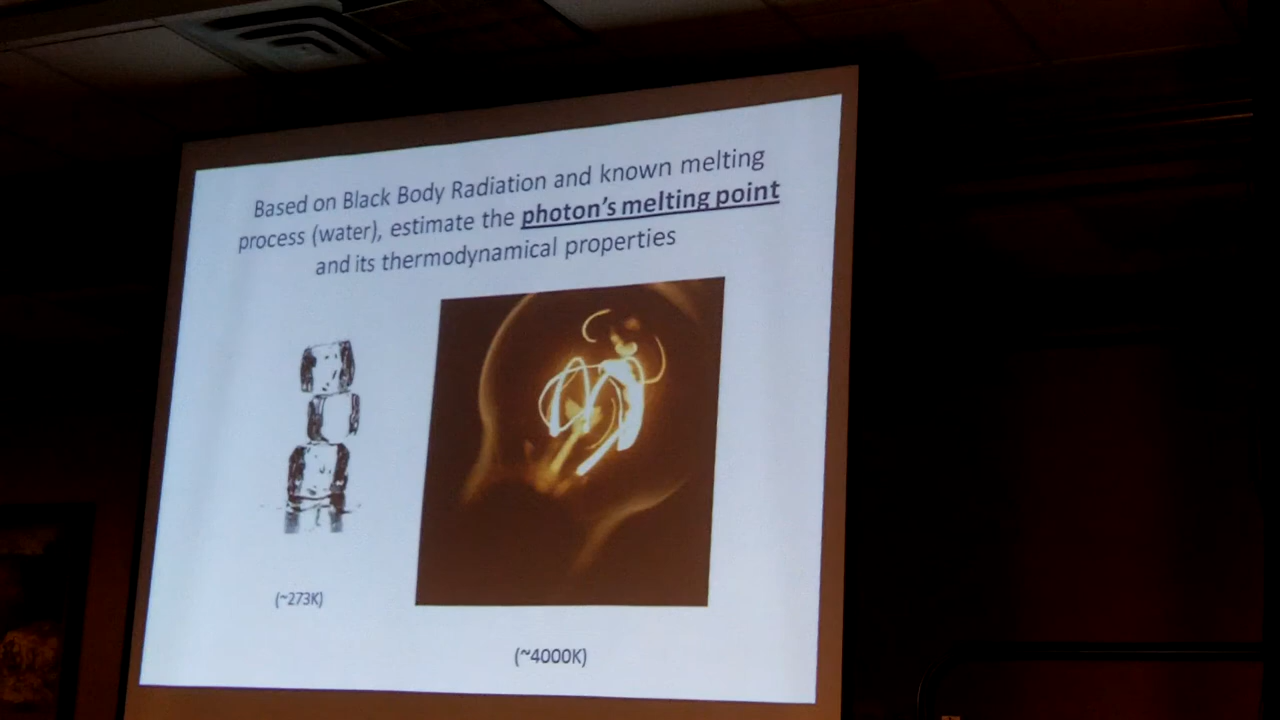 Based on Black Body Radiation and known melting
process (water), estimate the photon's melting point
and its thermodynamical properties
(~273K)
(~4000K)